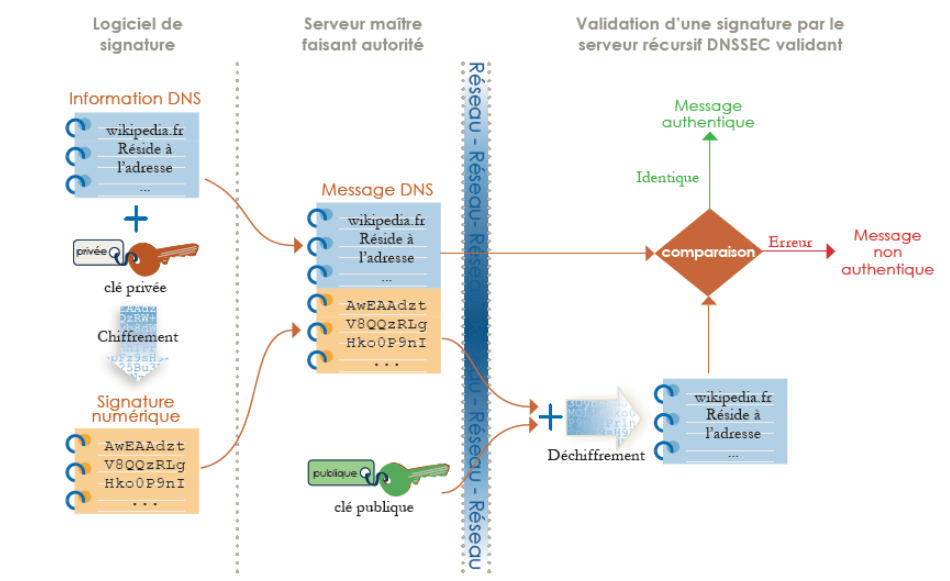 Logiciel de
signature
Serveur maître
faisant autorité
Validation d'une signature par le
serveur récursif DNSSEC validant
Information DNS
wikipedia.fr
Réside à
l'adresse
...
privée
clé privée
Chiffrement
Signature
numérique
AwEAAdzt
V8QQzRLg
Hko0P9nI
...
Message DNS
wikipedia.fr
Réside à
l'adresse
...
AwEAAdzt
V8QQzRLg
Hko0P9nI
...
publique
clé publique
Réseau - Réseau- Réseau - Réseau - Réseau - Réseau
Déchiffrement
wikipedia.fr
Réside à
l'adresse
...
comparaison
Identique
Message
authentique
Erreur
Message
non
authentique